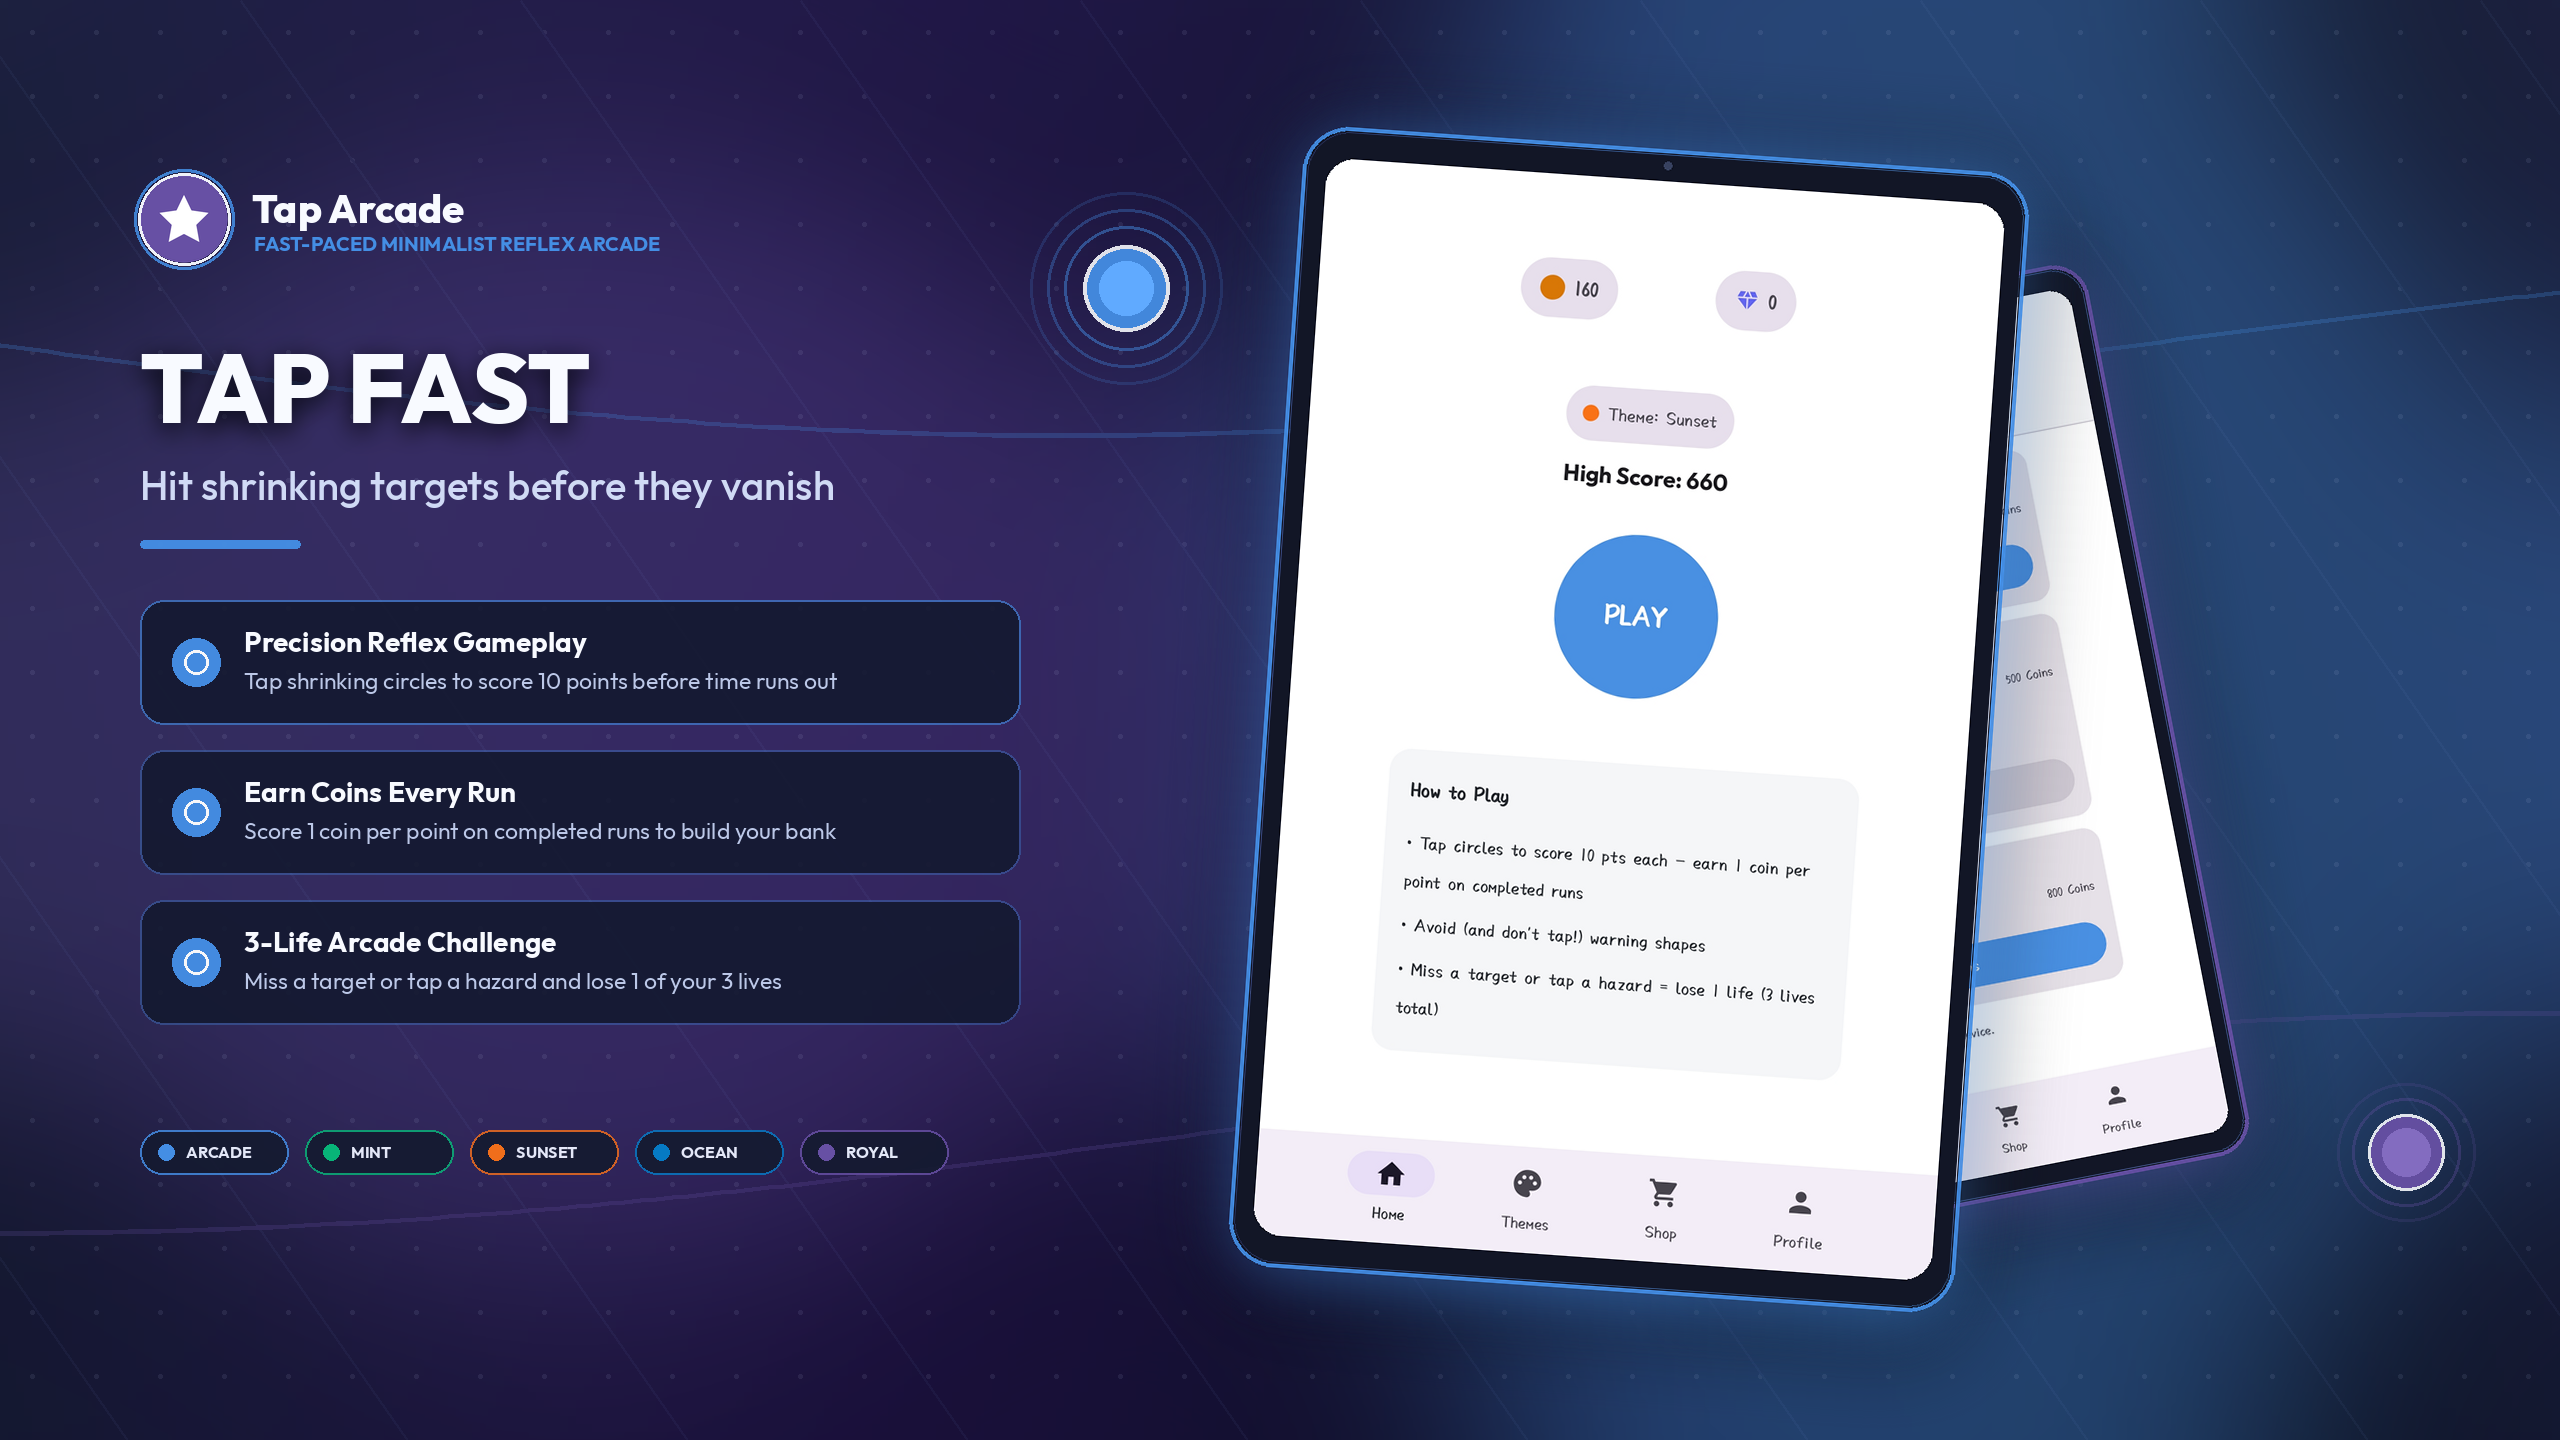 Tap Arcade
FAST-PACED MINIMALIST REFLEX ARCADE
TAP FAST
Hit shrinking targets before they vanish
Precision Reflex Gameplay
Tap shrinking circles to score 10 points before time runs out
Earn Coins Every Run
Score 1 coin per point on completed runs to build your bank
3-Life Arcade Challenge
Miss a target or tap a hazard and lose 1 of your 3 lives
ARCADE
MINT
SUNSET
OCEAN
ROYAL
160
0
Theme: Sunset
High Score: 660
PLAY
How to Play
• Tap circles to score 10 pts each – earn 1 coin per
point on completed runs
• Avoid (and don't tap!) warning shapes
• Miss a target or tap a hazard = lose 1 life (3 lives
total)
Home
Themes
Shop
Profile
500 Coins
800 Coins
Shop
Profile